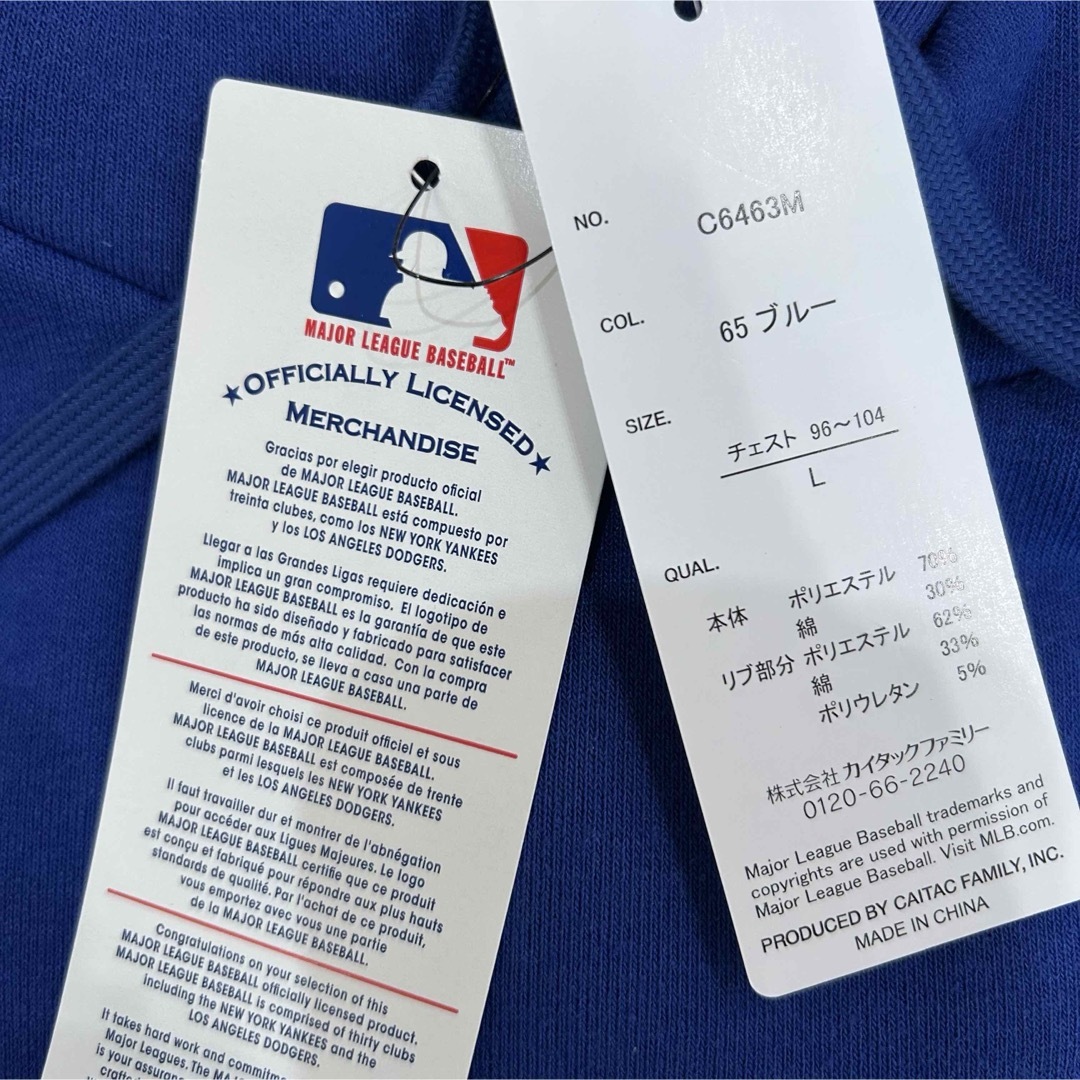 MAJOR LEAGUE BASEBALL™
OFFICIALLY LICENSED
MERCHANDISE
Gracias por elegir producto oficial
de MAJOR LEAGUE BASEBALL.
MAJOR LEAGUE BASEBALL está compuesto por
treinta clubes, como los NEW YORK YANKEES
y los LOS ANGELES DODGERS.
Llegar a las Grandes Ligas requiere dedicación e
implica un gran compromiso. El logotipo de
MAJOR LEAGUE BASEBALL es la garantía de que este
producto ha sido diseñado y fabricado para satisfacer
las normas de más alta calidad. Con la compra
de este producto, se lleva a casa una parte de
MAJOR LEAGUE BASEBALL.
Merci d'avoir choisi ce produit officiel et sous
licence de la MAJOR LEAGUE BASEBALL.
MAJOR LEAGUE BASEBALL est composée de trente
clubs parmi lesquels les NEW YORK YANKEES
et les LOS ANGELES DODGERS.
Il faut travailler dur et montrer de l'abnégation
pour accéder aux Ligues Majeures. Le logo
MAJOR LEAGUE BASEBALL certifie que ce produit
est conçu et fabriqué pour répondre aux plus hauts
standards de qualité. Par l'achat de ce produit,
vous emportez avec vous une partie
de la MAJOR LEAGUE BASEBALL.
Congratulations on your selection of this
MAJOR LEAGUE BASEBALL officially licensed product.
MAJOR LEAGUE BASEBALL is comprised of thirty clubs
including the NEW YORK YANKEES and the
LOS ANGELES DODGERS.
It takes hard work and commitme
Major Leagues. The MAJ
is your assuran
crafte
NO. C6463M
COL. 65 ブルー
SIZE. チェスト 96～104
L
QUAL.
本体 ポリエステル 70%
綿 30%
リブ部分 ポリエステル 62%
綿 33%
ポリウレタン 5%
株式会社 カイタックファミリー
0120-66-2240
Major League Baseball trademarks and
copyrights are used with permission of
Major League Baseball. Visit MLB.com.
PRODUCED BY CAITAC FAMILY, INC.
MADE IN CHINA